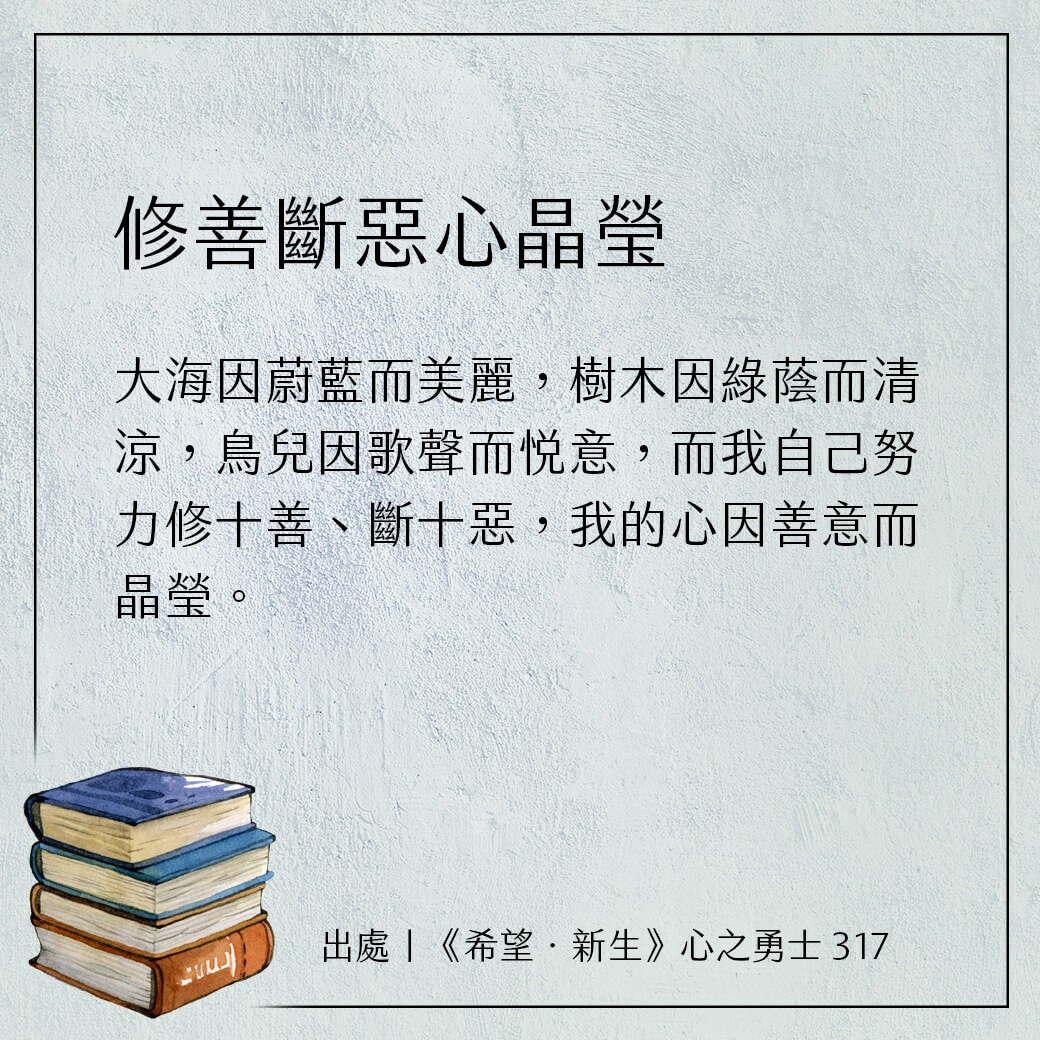 修善斷惡心晶瑩
大海因蔚藍而美麗，樹木因綠蔭而清
涼，鳥兒因歌聲而悅意，而我自己努
力修十善、斷十惡，我的心因善意而
晶瑩。
出處｜《希望．新生》心之勇士 317